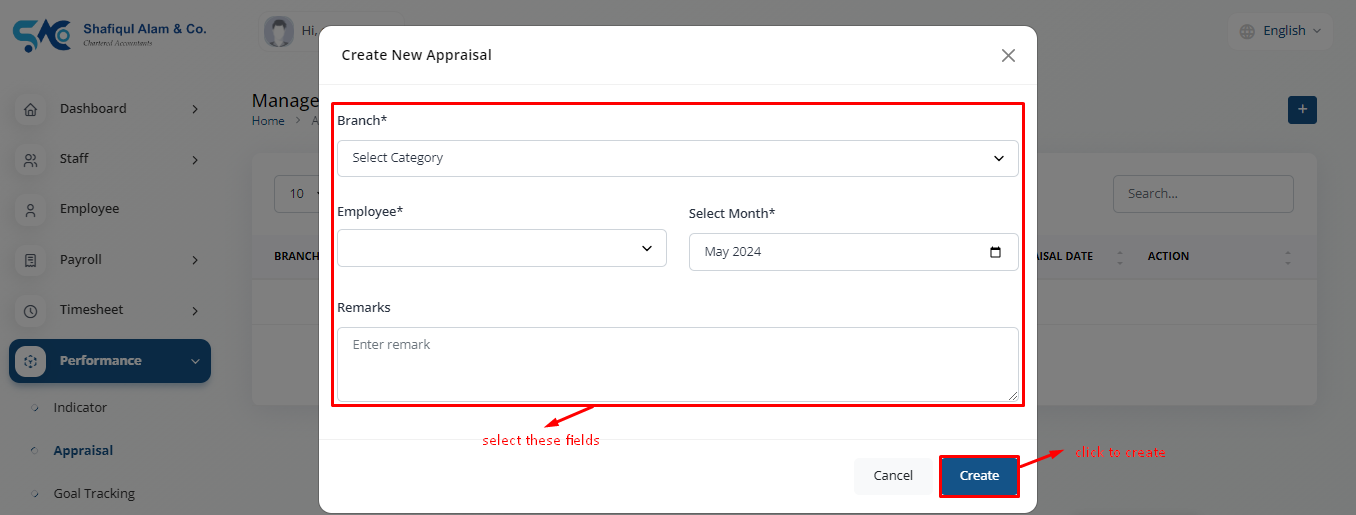 Shafiqul Alam & Co.
Chartered Accountants
Hi,
English
Dashboard
Staff
Employee
Payroll
Timesheet
Performance
Indicator
Appraisal
Goal Tracking
Manage
Home > A
+
10
Search...
BRANCH
ISAL DATE
ACTION
Create New Appraisal
Branch*
Select Category
Employee*
Select Month*
May 2024
Remarks
Enter remark
select these fields
Cancel
Create
click to create